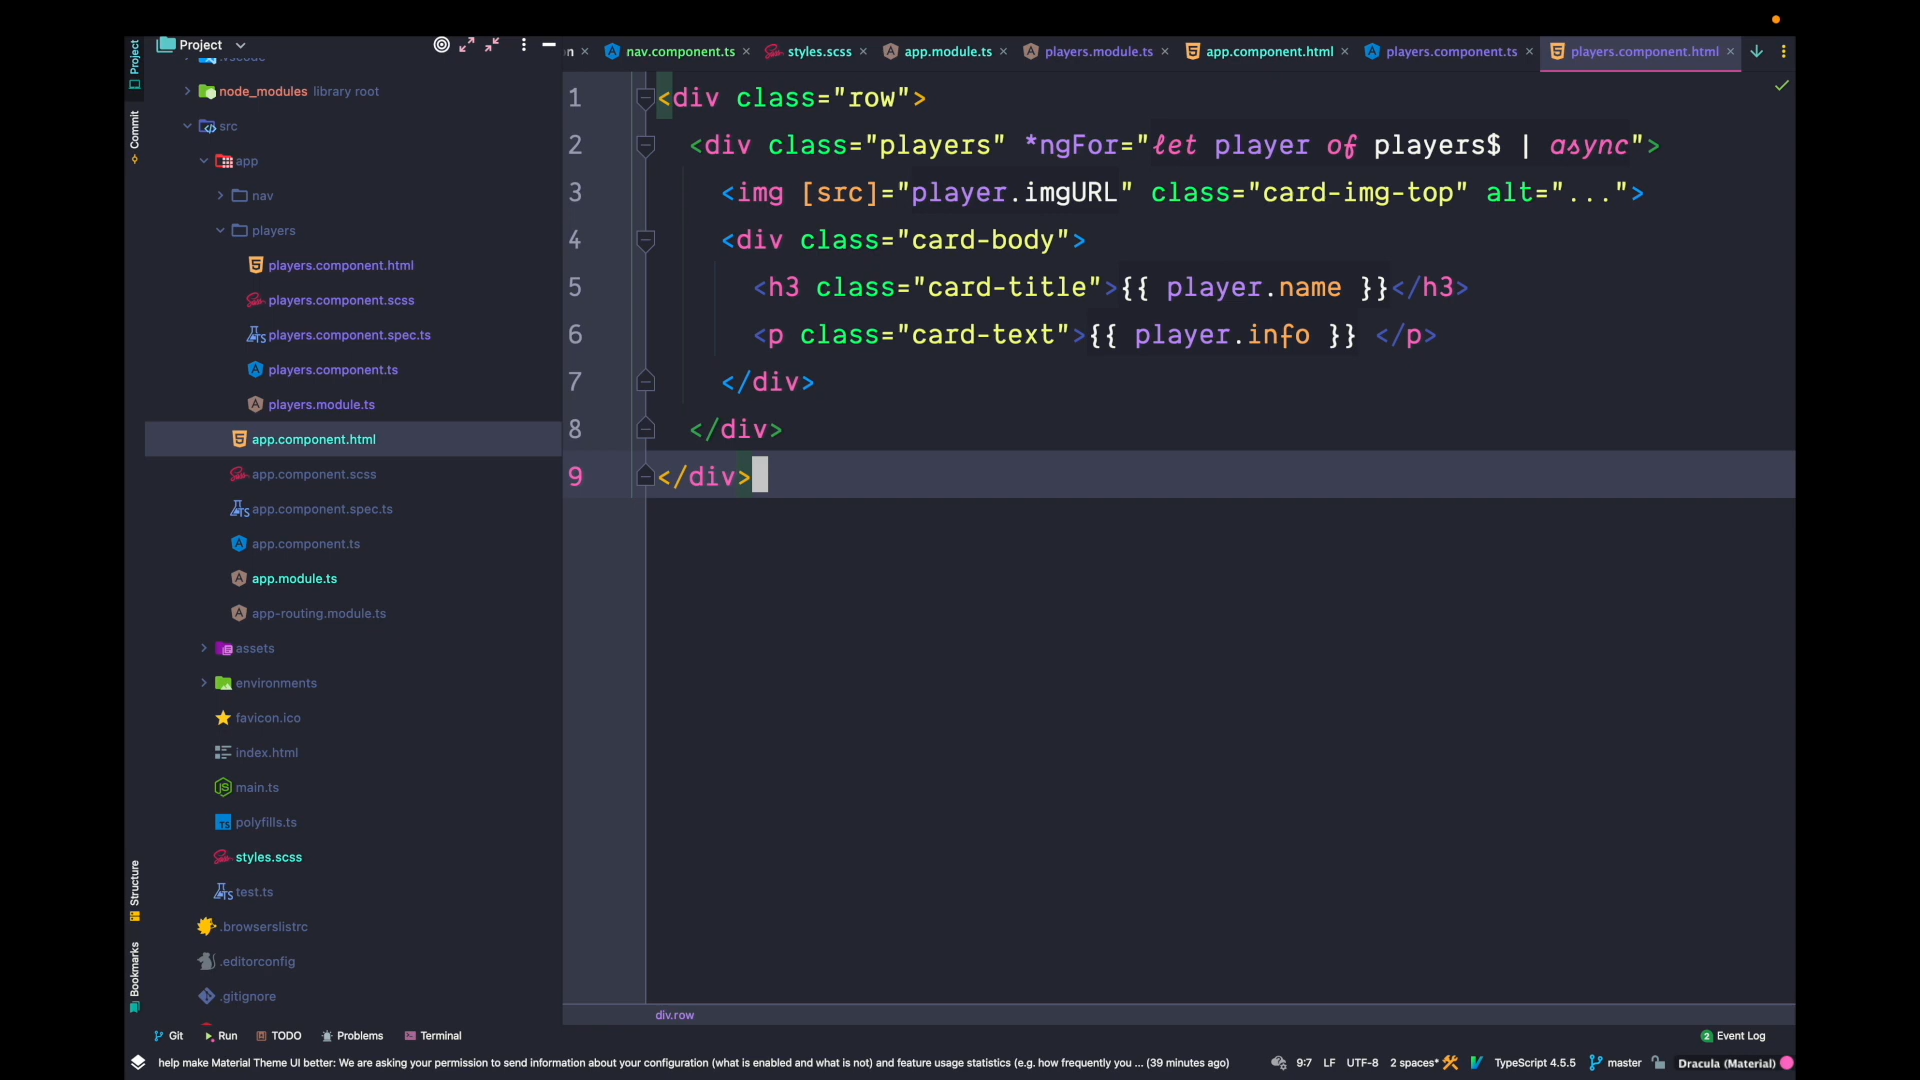 Project
n
nav.component.ts
styles.scss
app.module.ts
players.module.ts
app.component.html
players.component.ts
players.component.html
Project
Commit
Structure
Bookmarks
.vscode
node_modules library root
src
app
nav
players
players.component.html
players.component.scss
players.component.spec.ts
players.component.ts
players.module.ts
app.component.html
app.component.scss
app.component.spec.ts
app.component.ts
app.module.ts
app-routing.module.ts
assets
environments
favicon.ico
index.html
main.ts
polyfills.ts
styles.scss
test.ts
.browserslistrc
.editorconfig
.gitignore
1 <div class="row">
2 <div class="players" *ngFor="let player of players$ | async">
3 <img [src]="player.imgURL" class="card-img-top" alt="...">
4 <div class="card-body">
5 <h3 class="card-title">{{ player.name }}</h3>
6 <p class="card-text">{{ player.info }} </p>
7 </div>
8 </div>
9 </div>
div.row
Git Run TODO Problems Terminal
2 Event Log
help make Material Theme UI better: We are asking your permission to send information about your configuration (what is enabled and what is not) and feature usage statistics (e.g. how frequently you ... (39 minutes ago)
9:7 LF UTF-8 2 spaces* TypeScript 4.5.5 master Dracula (Material)